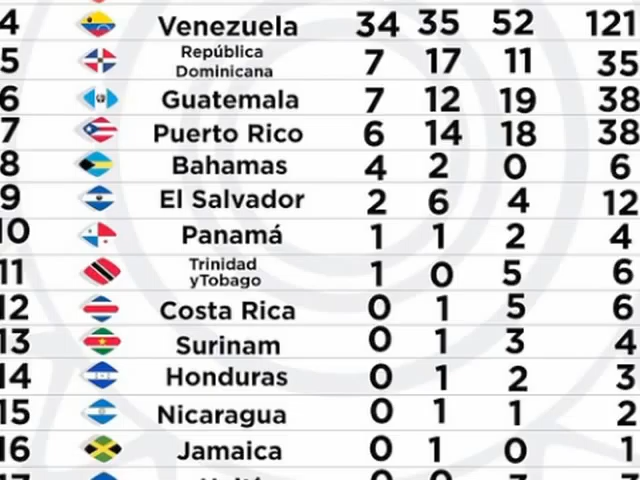 4 Venezuela 34 35 52 121
5 República Dominicana 7 17 11 35
6 Guatemala 7 12 19 38
7 Puerto Rico 6 14 18 38
8 Bahamas 4 2 0 6
9 El Salvador 2 6 4 12
10 Panamá 1 1 2 4
11 Trinidad yTobago 1 0 5 6
12 Costa Rica 0 1 5 6
13 Surinam 0 1 3 4
14 Honduras 0 1 2 3
15 Nicaragua 0 1 1 2
16 Jamaica 0 1 0 1